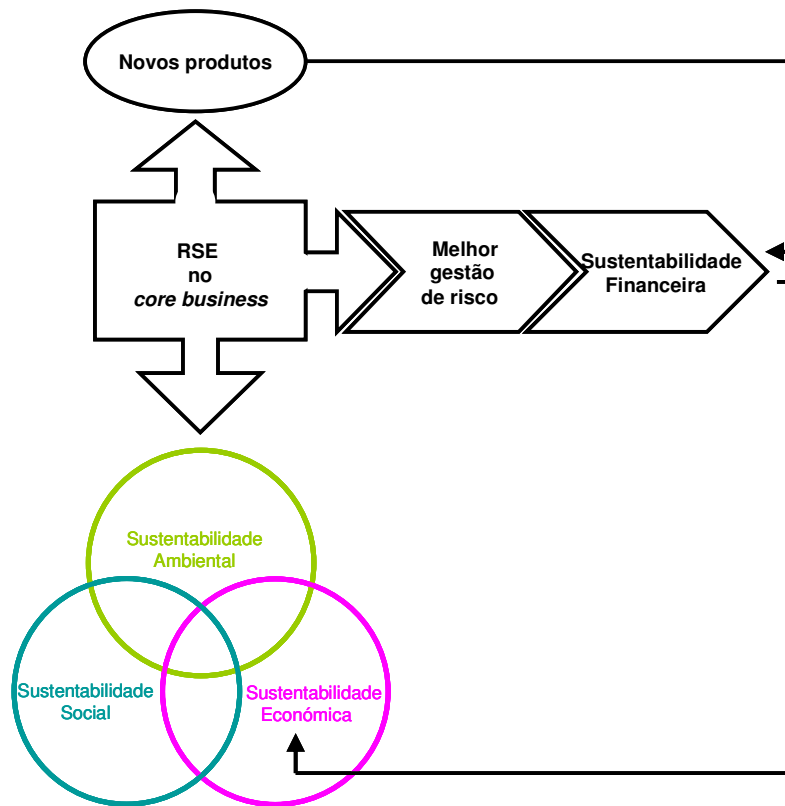 Novos produtos
RSE
no
core business
Melhor
gestão
de risco
Sustentabilidade
Financeira
Sustentabilidade
Ambiental
Sustentabilidade
Social
Sustentabilidade
Económica